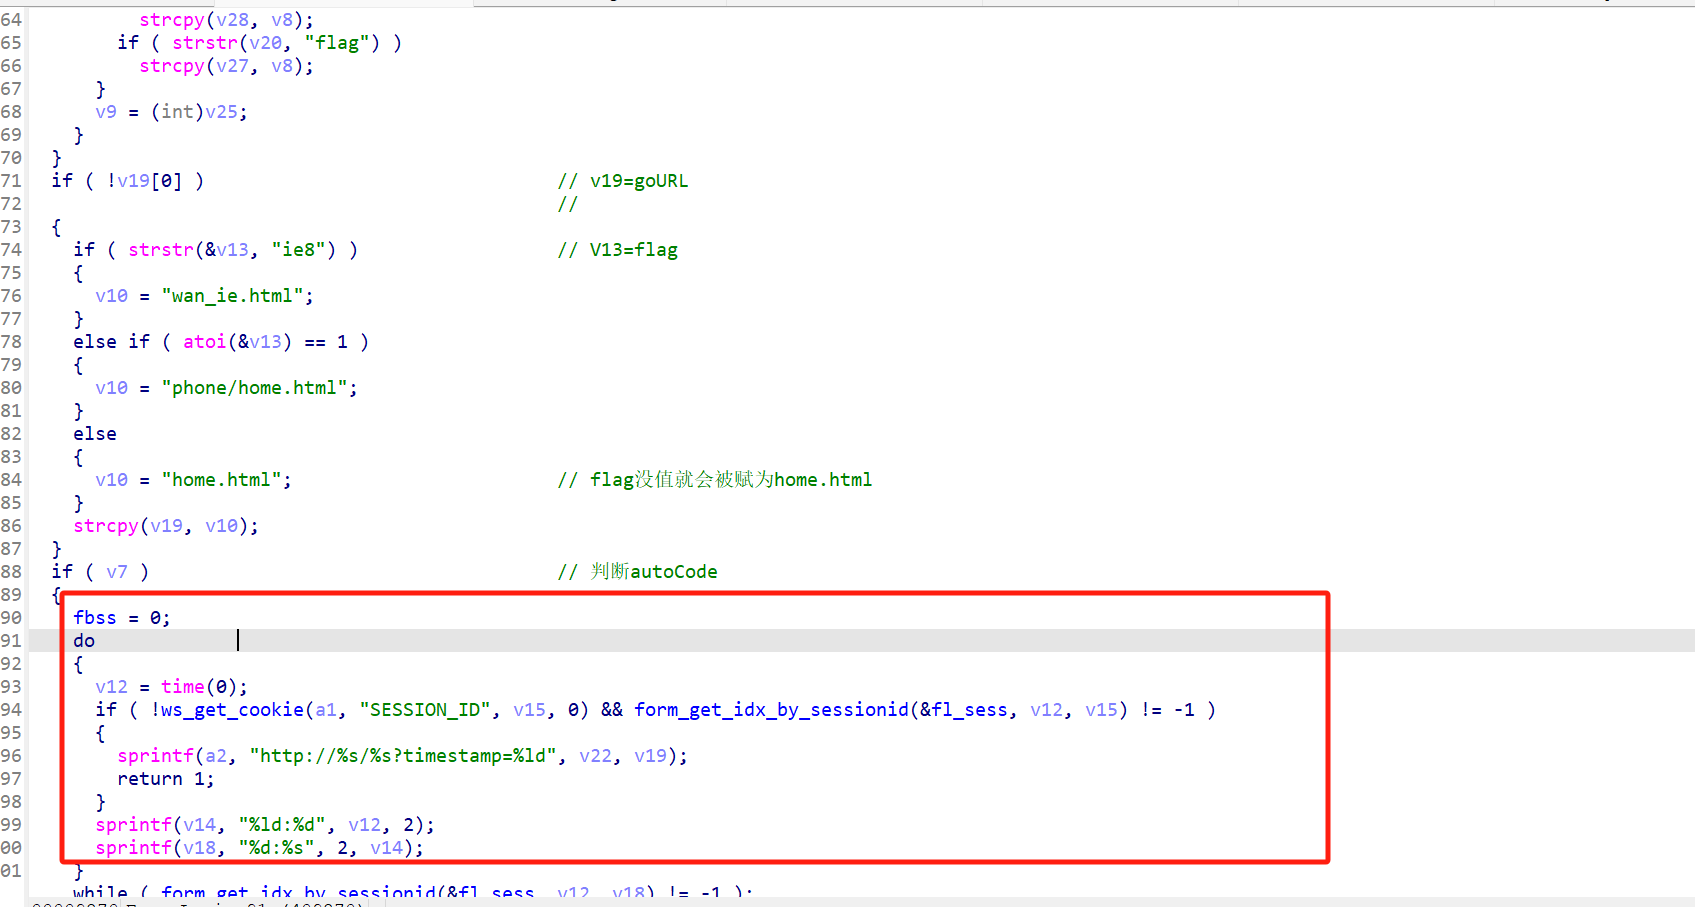 64 strcpy(v28, v8);
65 if ( strstr(v20, "flag") )
66 strcpy(v27, v8);
67 }
68 v9 = (int)v25;
69 }
70 }
71 if ( !v19[0] ) // v19=goURL
72 //
73 {
74 if ( strstr(&v13, "ie8") ) // V13=flag
75 {
76 v10 = "wan_ie.html";
77 }
78 else if ( atoi(&v13) == 1 )
79 {
80 v10 = "phone/home.html";
81 }
82 else
83 {
84 v10 = "home.html"; // flag没值就会被赋为home.html
85 }
86 strcpy(v19, v10);
87 }
88 if ( v7 ) // 判断autoCode
89 {
90 fbss = 0;
91 do
92 {
93 v12 = time(0);
94 if ( !ws_get_cookie(a1, "SESSION_ID", v15, 0) && form_get_idx_by_sessionid(&fl_sess, v12, v15) != -1 )
95 {
96 sprintf(a2, "http://%s/%s?timestamp=%ld", v22, v19);
97 return 1;
98 }
99 sprintf(v14, "%ld:%d", v12, 2);
00 sprintf(v18, "%d:%s", 2, v14);
01 }
while ( form_get_idx_by_sessionid(&fl_sess, v12, v18) != -1 );